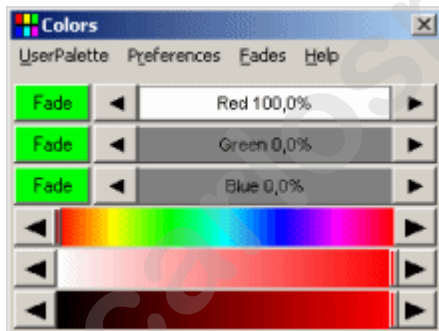 Colors
UserPalette Preferences Fades Help
Fade Red 100,0%
Fade Green 0,0%
Fade Blue 0,0%